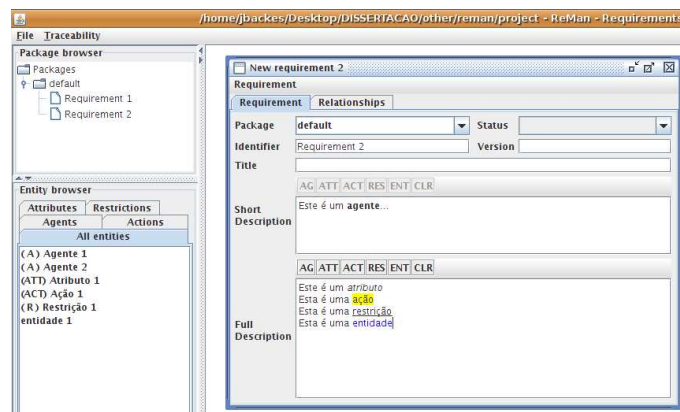 /home/jbackes/Desktop/DISSERTACAO/other/reman/project - ReMan - Requirements
File Traceability
Package browser
Packages
default
Requirement 1
Requirement 2
Entity browser
Attributes Restrictions
Agents Actions
All entities
(A) Agente 1
(A) Agente 2
(ATT) Atributo 1
(ACT) Ação 1
(R) Restrição 1
entidade 1
New requirement 2
Requirement
Requirement Relationships
Package default Status
Identifier Requirement 2 Version
Title
AG ATT ACT RES ENT CLR
Short Description
Este é um agente...
AG ATT ACT RES ENT CLR
Full Description
Este é um atributo
Esta é uma ação
Esta é uma restrição
Esta é uma entidade